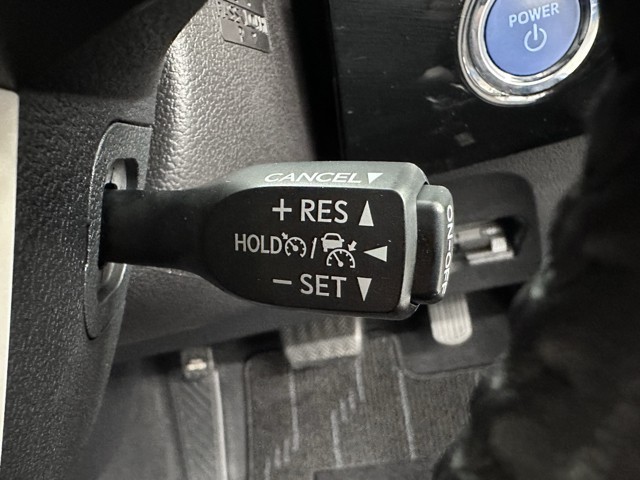 POWER
CANCEL▼
+ RES ▲
HOLD / ◀
− SET ▼
ON-OFF